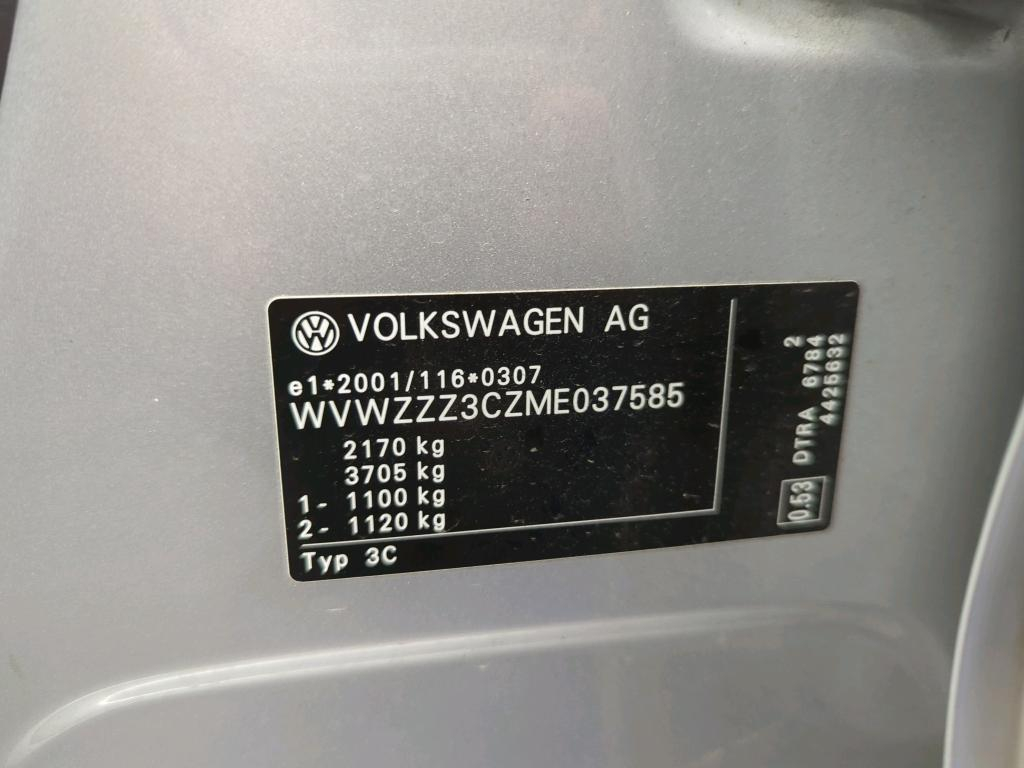 VOLKSWAGEN AG
e1*2001/116*0307
WVWZZZ3CZME037585
2170 kg
3705 kg
1- 1100 kg
2- 1120 kg
Typ 3C
2
0.53 DTRA 6784
4425632